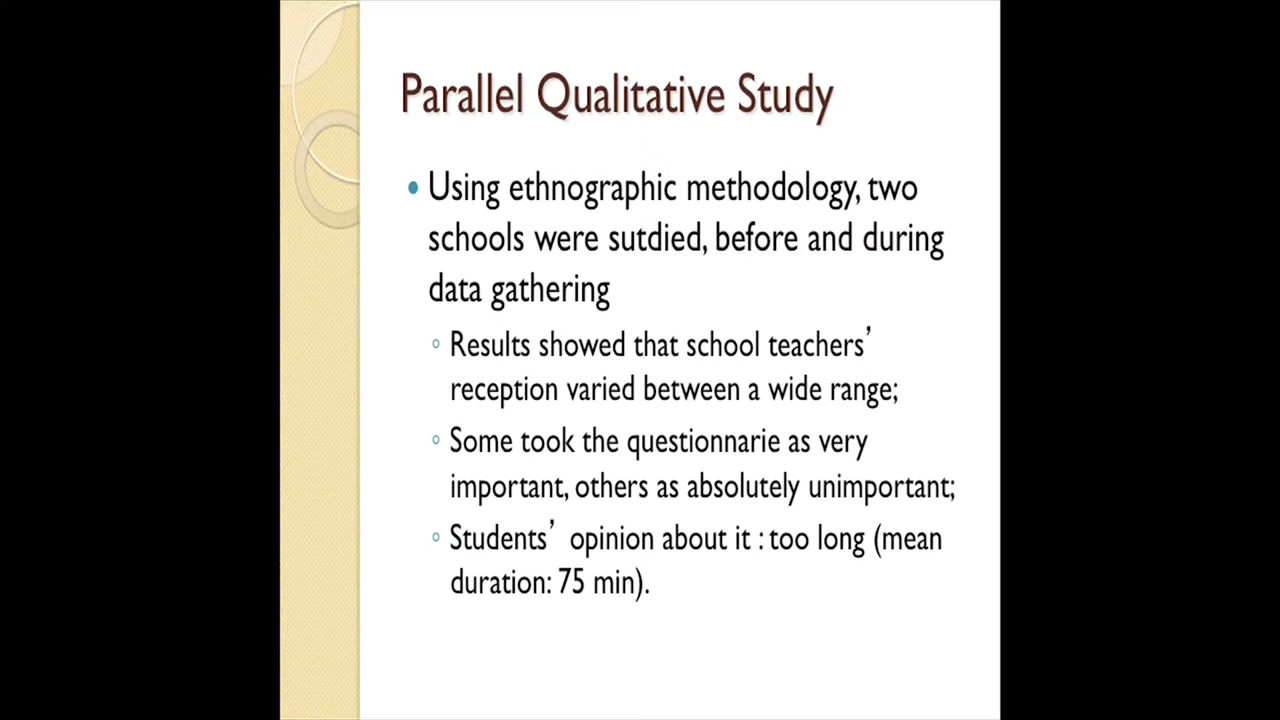 Parallel Qualitative Study
• Using ethnographic methodology, two
schools were sutdied, before and during
data gathering
◦ Results showed that school teachers’
reception varied between a wide range;
◦ Some took the questionnarie as very
important, others as absolutely unimportant;
◦ Students’ opinion about it : too long (mean
duration: 75 min).